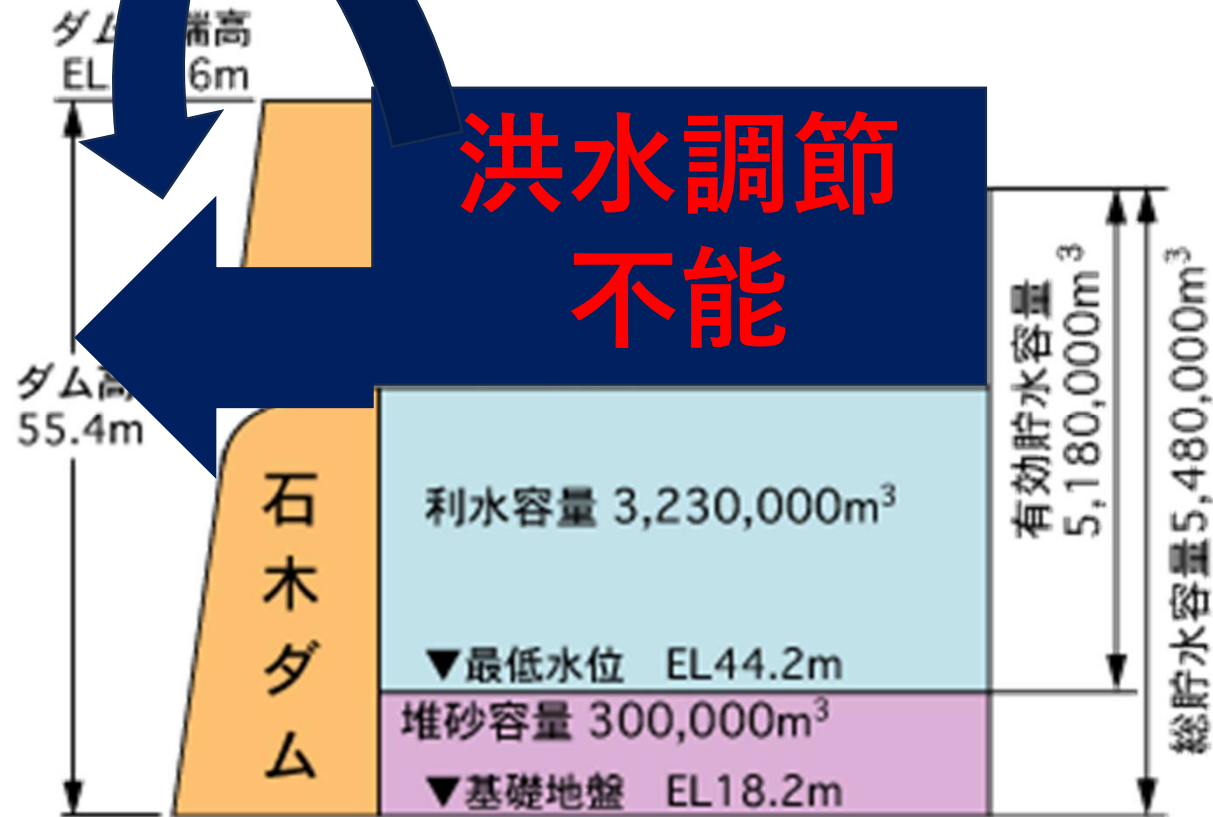 ダム
端高
EL
6m
洪水調節
不能
ダム高
55.4m
石木ダム
利水容量 3,230,000m³
▼最低水位 EL44.2m
堆砂容量 300,000m³
▼基礎地盤 EL18.2m
有効貯水容量
5,180,000m³
総貯水容量5,480,000m³